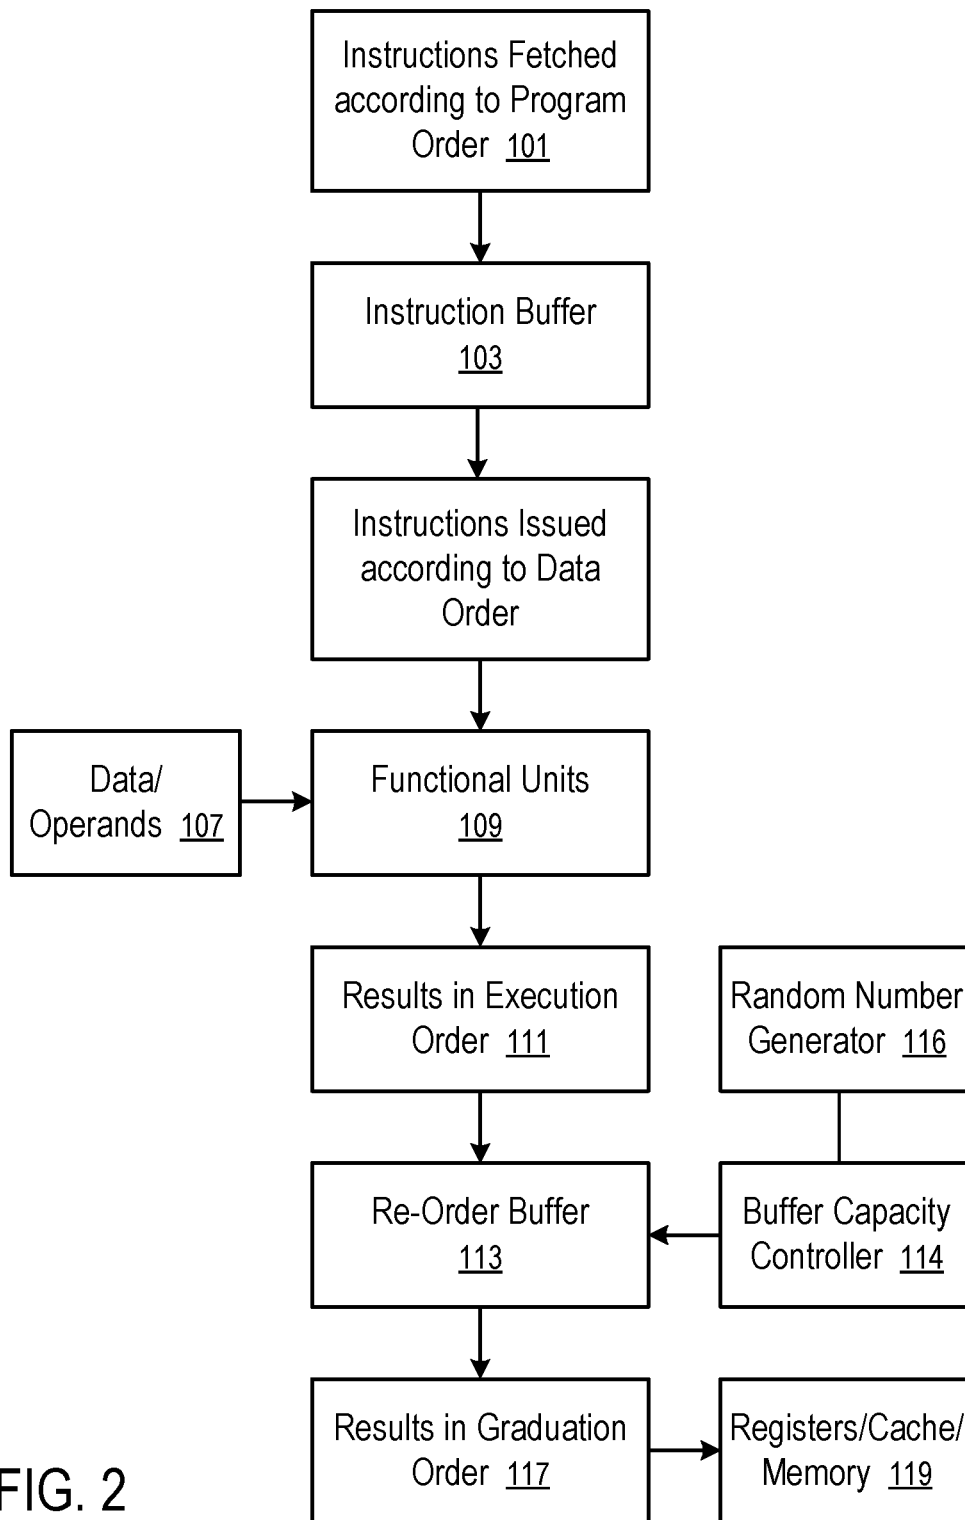 Instructions Fetched
according to Program
Order 101
Instruction Buffer
103
Instructions Issued
according to Data
Order
Data/
Operands 107
Functional Units
109
Results in Execution
Order 111
Random Number
Generator 116
Re-Order Buffer
113
Buffer Capacity
Controller 114
Results in Graduation
Order 117
Registers/Cache/
Memory 119
FIG. 2